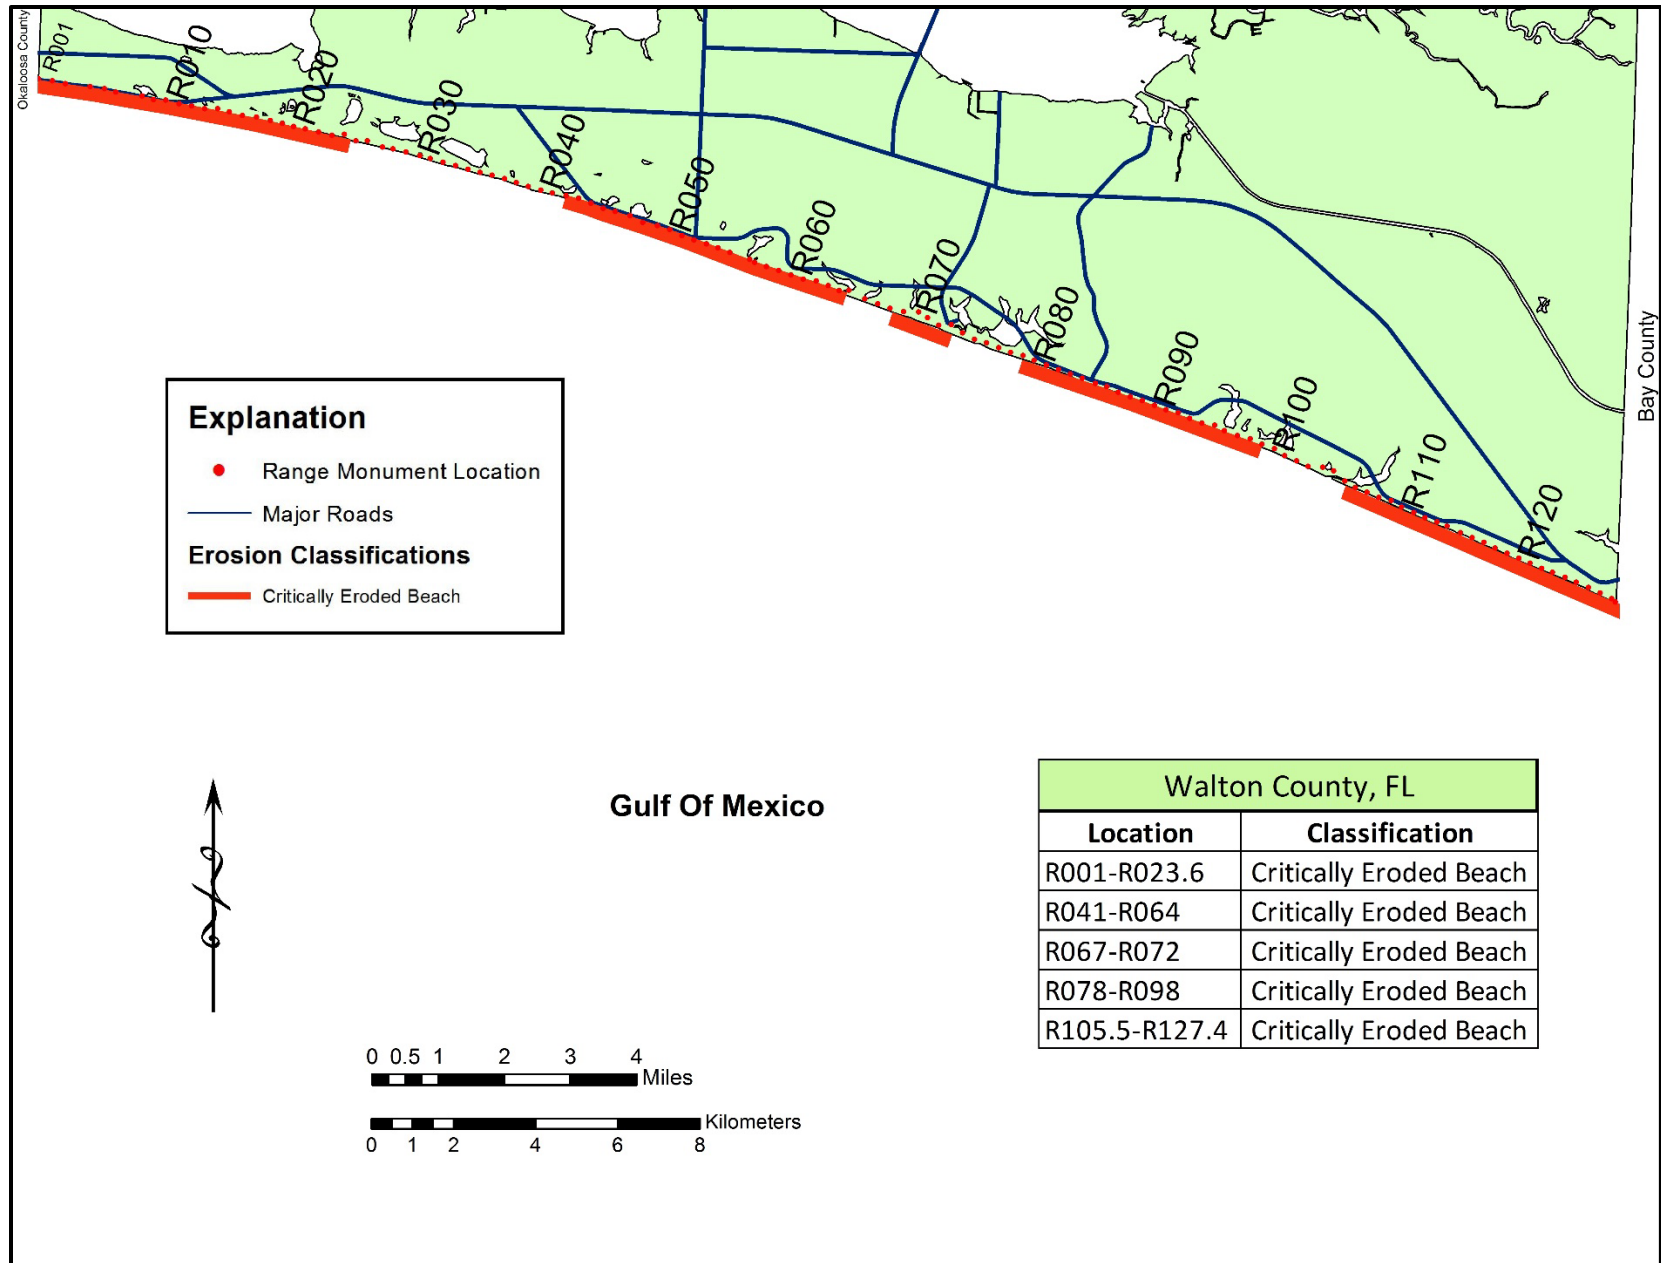 Okaloosa County
R001
R010
R020
R030
R040
R050
R060
R070
R080
R090
R100
R110
R120
Bay County
Explanation
Range Monument Location
Major Roads
Erosion Classifications
Critically Eroded Beach
Gulf Of Mexico
Walton County, FL
Location Classification
R001-R023.6 Critically Eroded Beach
R041-R064 Critically Eroded Beach
R067-R072 Critically Eroded Beach
R078-R098 Critically Eroded Beach
R105.5-R127.4 Critically Eroded Beach
0 0.5 1 2 3 4
Miles
Kilometers
0 1 2 4 6 8